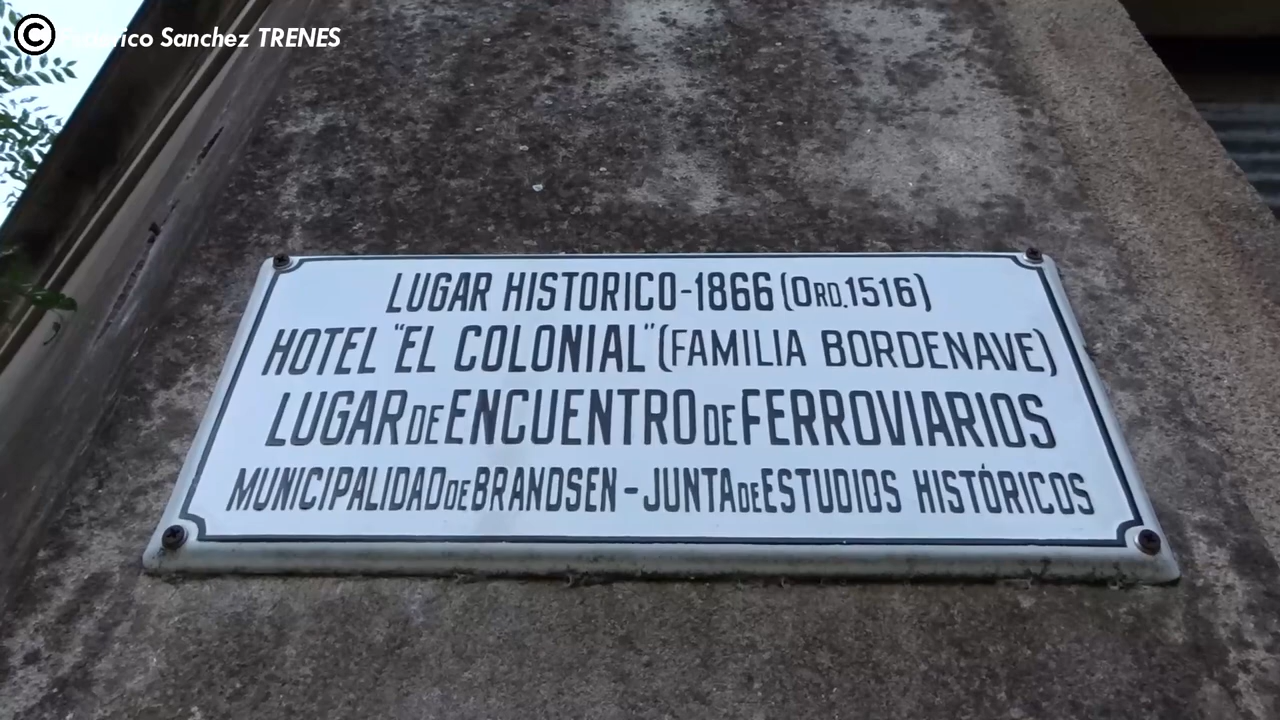 © Federico Sanchez TRENES
LUGAR HISTORICO-1866 (ORD.1516)
HOTEL "EL COLONIAL" (FAMILIA BORDENAVE)
LUGAR DE ENCUENTRO DE FERROVIARIOS
MUNICIPALIDAD DE BRANDSEN - JUNTA DE ESTUDIOS HISTÓRICOS